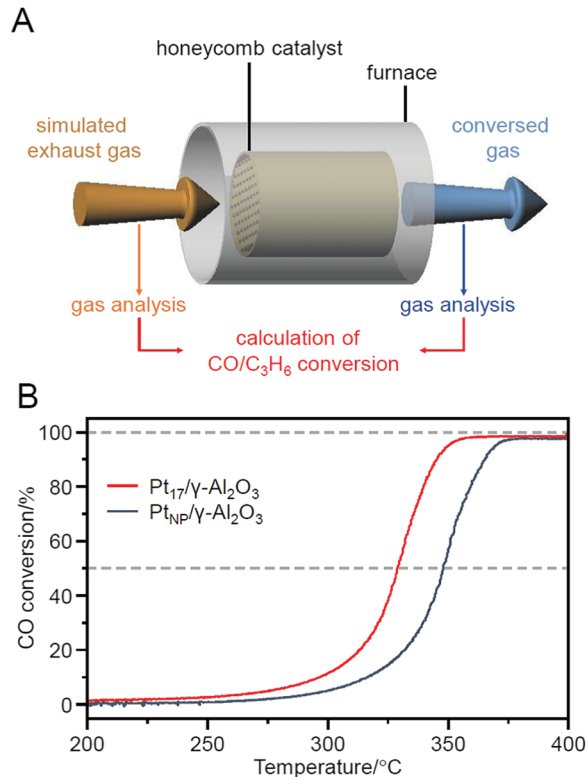 A
honeycomb catalyst
furnace
simulated
exhaust gas
conversed
gas
gas analysis
gas analysis
calculation of
CO/C₃H₆ conversion
B
CO conversion/%
100
80
60
40
20
0
Pt₁₇/γ-Al₂O₃
Pt_NP/γ-Al₂O₃
200
250
300
350
400
Temperature/°C